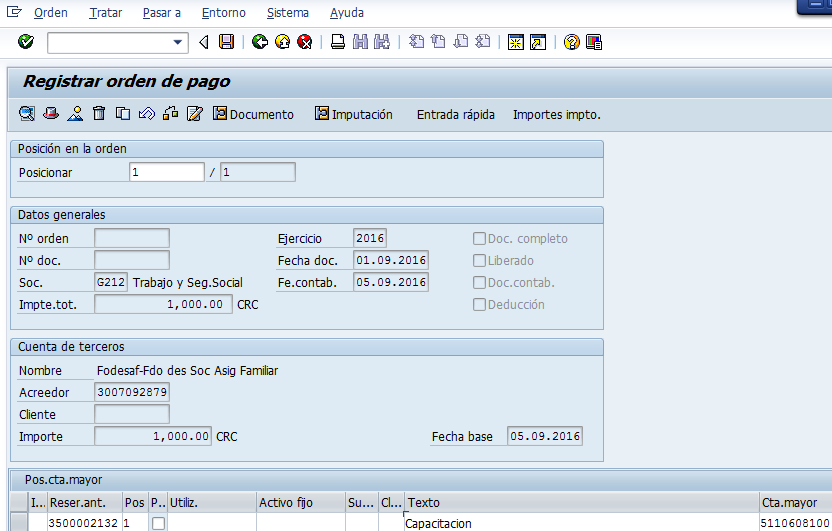 Orden Tratar Pasar a Entorno Sistema Ayuda
Registrar orden de pago
Documento Imputación Entrada rápida Importes impto.
Posición en la orden
Posicionar 1 / 1
Datos generales
Nº orden Ejercicio 2016 Doc. completo
Nº doc. Fecha doc. 01.09.2016 Liberado
Soc. G212 Trabajo y Seg.Social Fe.contab. 05.09.2016 Doc.contab.
Impte.tot. 1,000.00 CRC Deducción
Cuenta de terceros
Nombre Fodesaf-Fdo des Soc Asig Familiar
Acreedor 3007092879
Cliente
Importe 1,000.00 CRC Fecha base 05.09.2016
Pos.cta.mayor
I... Reser.ant. Pos P.. Utiliz. Activo fijo Su... Cl... Texto Cta.mayor
3500002132 1 Capacitacion 5110608100